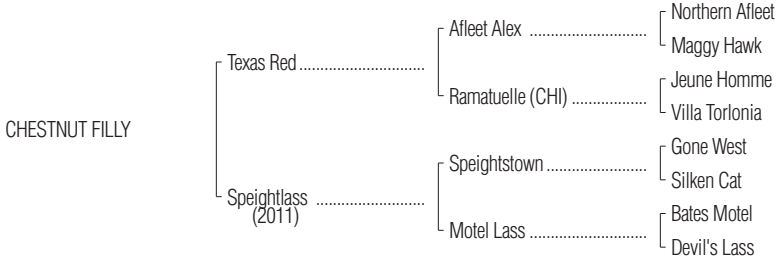 Northern Afleet
Afleet Alex ..............................
Maggy Hawk
Texas Red ................................
Jeune Homme
Ramatuelle (CHI) ...................
Villa Torlonia
CHESTNUT FILLY
Gone West
Speightstown .........................
Silken Cat
Speightlass ...........................
(2011)
Bates Motel
Motel Lass ..............................
Devil's Lass